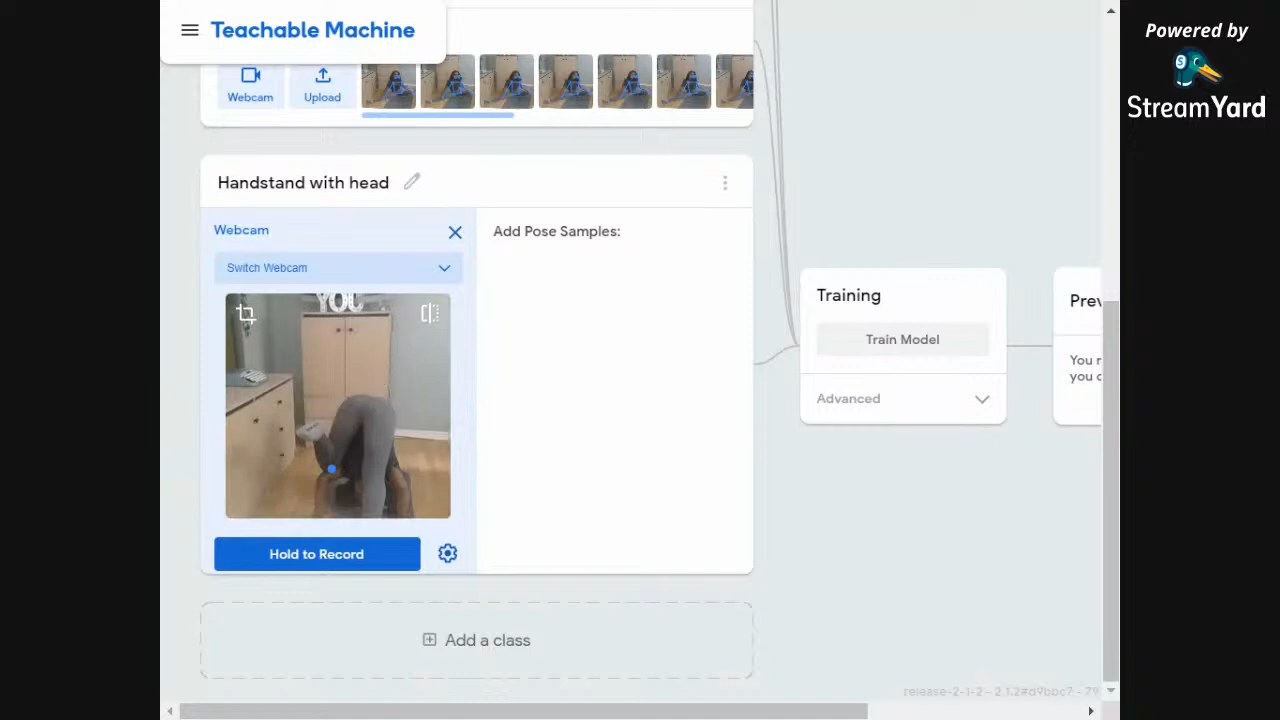 Teachable Machine
Powered by
StreamYard
Webcam
Upload
Handstand with head
Webcam
Add Pose Samples:
Switch Webcam
YOU
Training
Train Model
Advanced
Hold to Record
Add a class